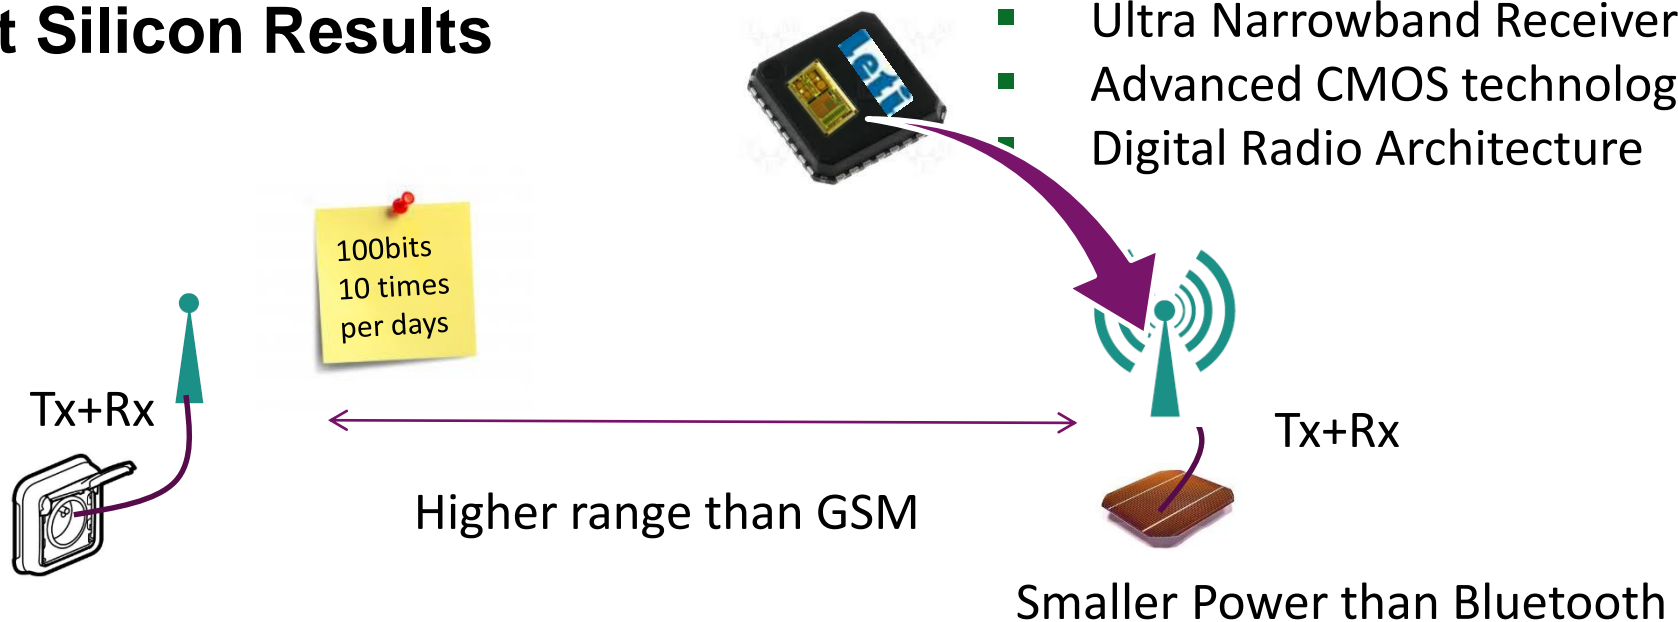 t Silicon Results
leti
Ultra Narrowband Receiver
Advanced CMOS technolog
Digital Radio Architecture
100bits
10 times
per days
Tx+Rx
Tx+Rx
Higher range than GSM
Smaller Power than Bluetooth